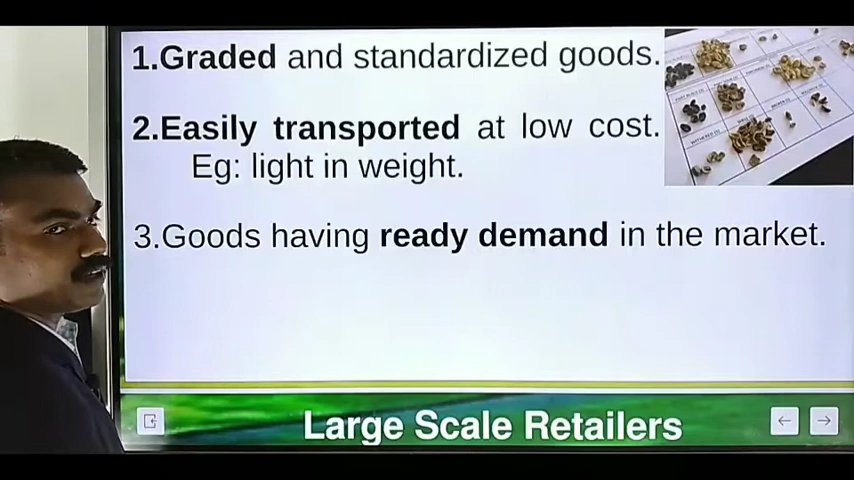 1.Graded and standardized goods.
2.Easily transported at low cost.
Eg: light in weight.
3.Goods having ready demand in the market.
Large Scale Retailers